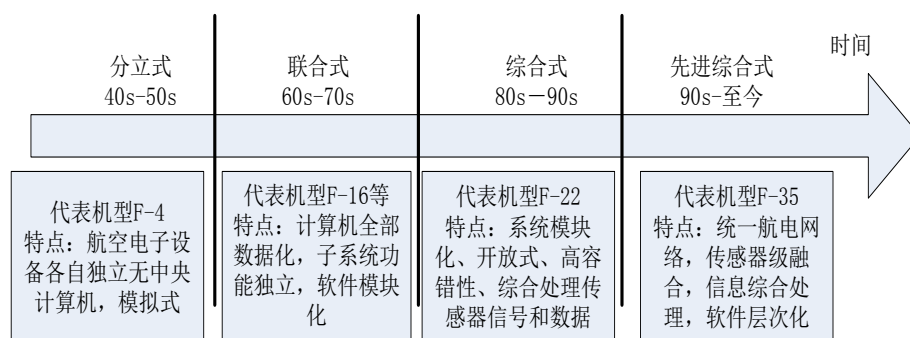 时间
分立式
40s-50s
联合式
60s-70s
综合式
80s－90s
先进综合式
90s-至今
代表机型F-4
特点：航空电子设
备各自独立无中央
计算机，模拟式
代表机型F-16等
特点：计算机全部
数据化，子系统功
能独立，软件模块
化
代表机型F-22
特点：系统模块
化、开放式、高容
错性、综合处理传
感器信号和数据
代表机型F-35
特点：统一航电网
络，传感器级融
合，信息综合处
理，软件层次化